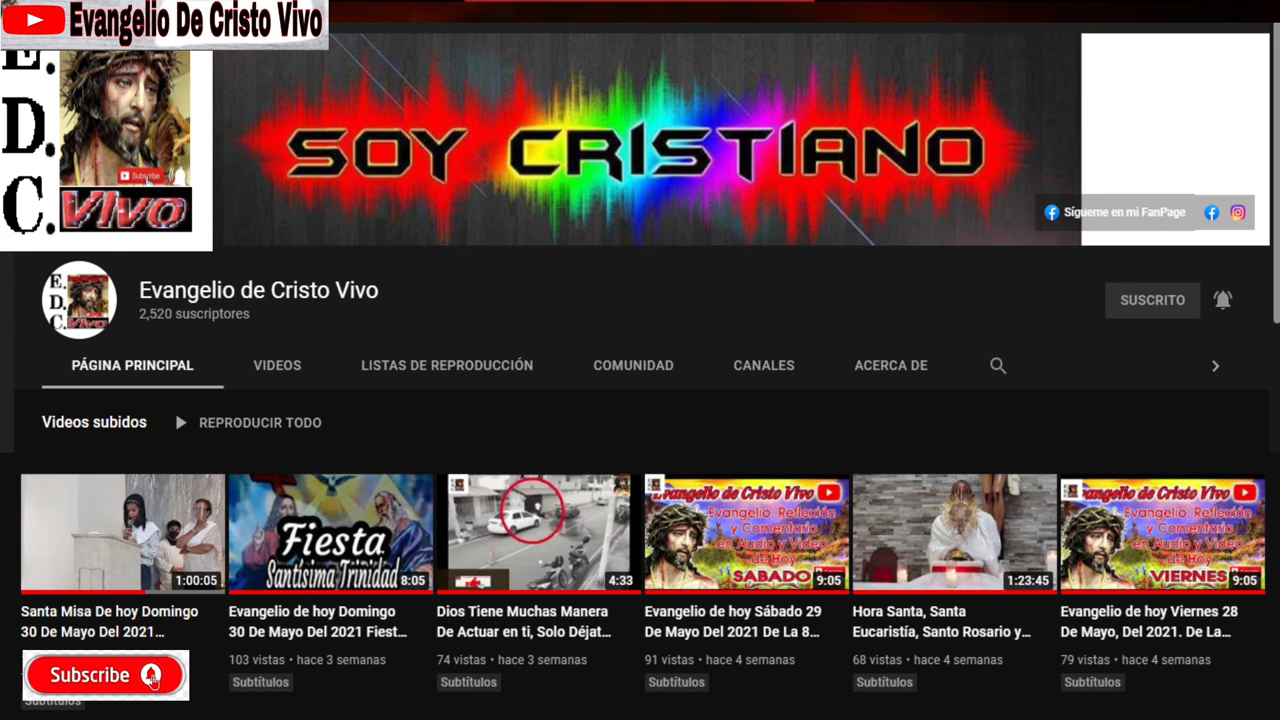 Evangelio De Cristo Vivo
E.
D.
C.
Subscribe
Vivo
SOY CRISTIANO
Sígueme en mi FanPage
E.
D.
C.
Vivo
Evangelio de Cristo Vivo
2,520 suscriptores
SUSCRITO
PÁGINA PRINCIPAL
VIDEOS
LISTAS DE REPRODUCCIÓN
COMUNIDAD
CANALES
ACERCA DE
Videos subidos
REPRODUCIR TODO
1:00:05
Fiesta
Santísima Trinidad
8:05
4:33
Evangelio de Cristo Vivo
Evangelio, Reflexión
y Comentario
en Audio y Video
de Hoy
SABADO
9:05
1:23:45
Evangelio de Cristo Vivo
Evangelio, Reflexión
y Comentario
en Audio y Video
de Hoy
VIERNES
9:05
Santa Misa De hoy Domingo
30 De Mayo Del 2021...
Evangelio de hoy Domingo
30 De Mayo Del 2021 Fiest...
103 vistas • hace 3 semanas
Subtítulos
Dios Tiene Muchas Manera
De Actuar en ti, Solo Déjat...
74 vistas • hace 3 semanas
Subtítulos
Evangelio de hoy Sábado 29
De Mayo Del 2021 De La 8...
91 vistas • hace 4 semanas
Subtítulos
Hora Santa, Santa
Eucaristía, Santo Rosario y...
68 vistas • hace 4 semanas
Subtítulos
Evangelio de hoy Viernes 28
De Mayo, Del 2021. De La...
79 vistas • hace 4 semanas
Subtítulos
Subscribe
Subtítulos